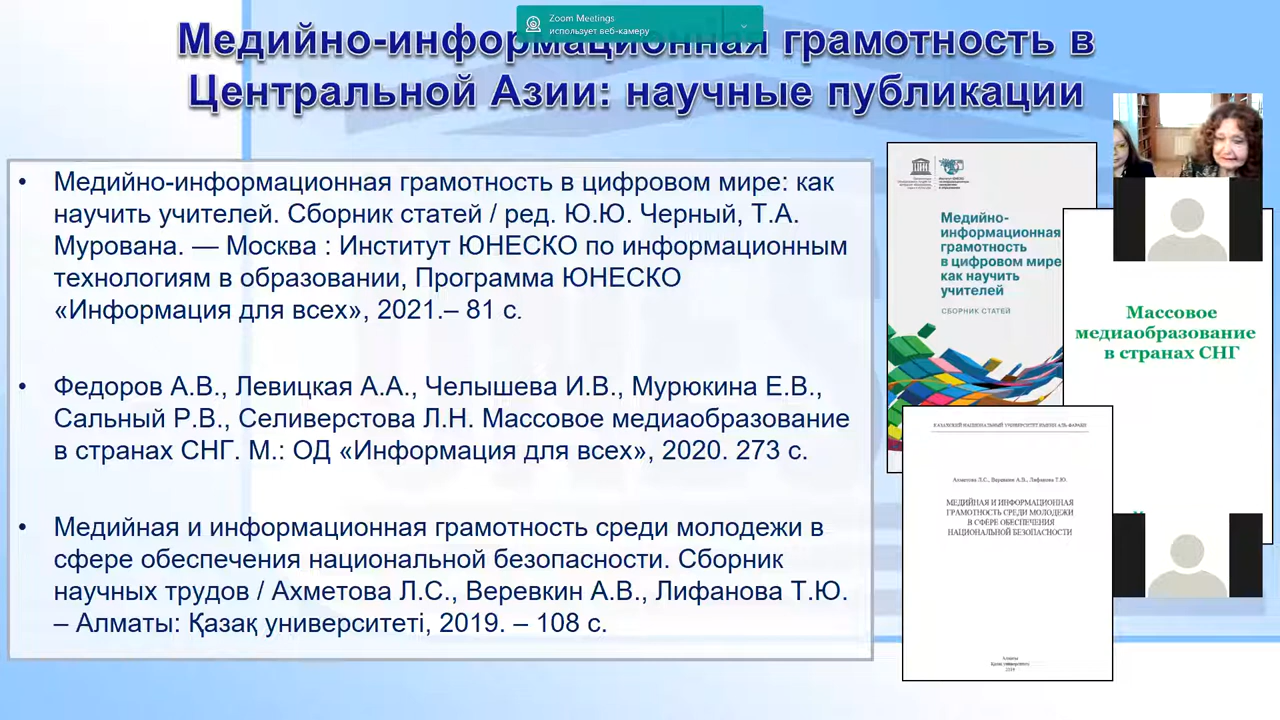 Zoom Meetings
использует веб-камеру
Медийно-информационная грамотность в
Центральной Азии: научные публикации
• Медийно-информационная грамотность в цифровом мире: как
научить учителей. Сборник статей / ред. Ю.Ю. Черный, Т.А.
Мурована. — Москва : Институт ЮНЕСКО по информационным
технологиям в образовании, Программа ЮНЕСКО
«Информация для всех», 2021.– 81 с.
• Федоров А.В., Левицкая А.А., Челышева И.В., Мурюкина Е.В.,
Сальный Р.В., Селиверстова Л.Н. Массовое медиаобразование
в странах СНГ. М.: ОД «Информация для всех», 2020. 273 с.
• Медийная и информационная грамотность среди молодежи в
сфере обеспечения национальной безопасности. Сборник
научных трудов / Ахметова Л.С., Веревкин А.В., Лифанова Т.Ю.
– Алматы: Қазақ университеті, 2019. – 108 с.
Медийно-
информационная
грамотность
в цифровом мире
как научить
учителей
СБОРНИК СТАТЕЙ
Массовое
медиаобразование
в странах СНГ
КАЗАХСКИЙ НАЦИОНАЛЬНЫЙ УНИВЕРСИТЕТ ИМЕНИ АЛЬ-ФАРАБИ
Ахметова Л.С., Веревкин А.В., Лифанова Т.Ю.
МЕДИЙНАЯ И ИНФОРМАЦИОННАЯ
ГРАМОТНОСТЬ СРЕДИ МОЛОДЕЖИ
В СФЕРЕ ОБЕСПЕЧЕНИЯ
НАЦИОНАЛЬНОЙ БЕЗОПАСНОСТИ
Алматы
Қазақ университеті
2019